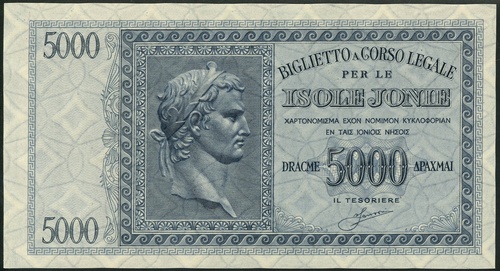 5000
BIGLIETTO A CORSO LEGALE
PER LE
ISOLE JONIE
ΧΑΡΤΟΝΟΜΙΣΜΑ ΕΧΟΝ ΝΟΜΙΜΟΝ ΚΥΚΛΟΦΟΡΙΑΝ
ΕΝ ΤΑΙΣ ΙΟΝΙΟΙΣ ΝΗΣΟΙΣ
DRACME 5000 ΔΡΑΧΜΑΙ
IL TESORIERE
5000